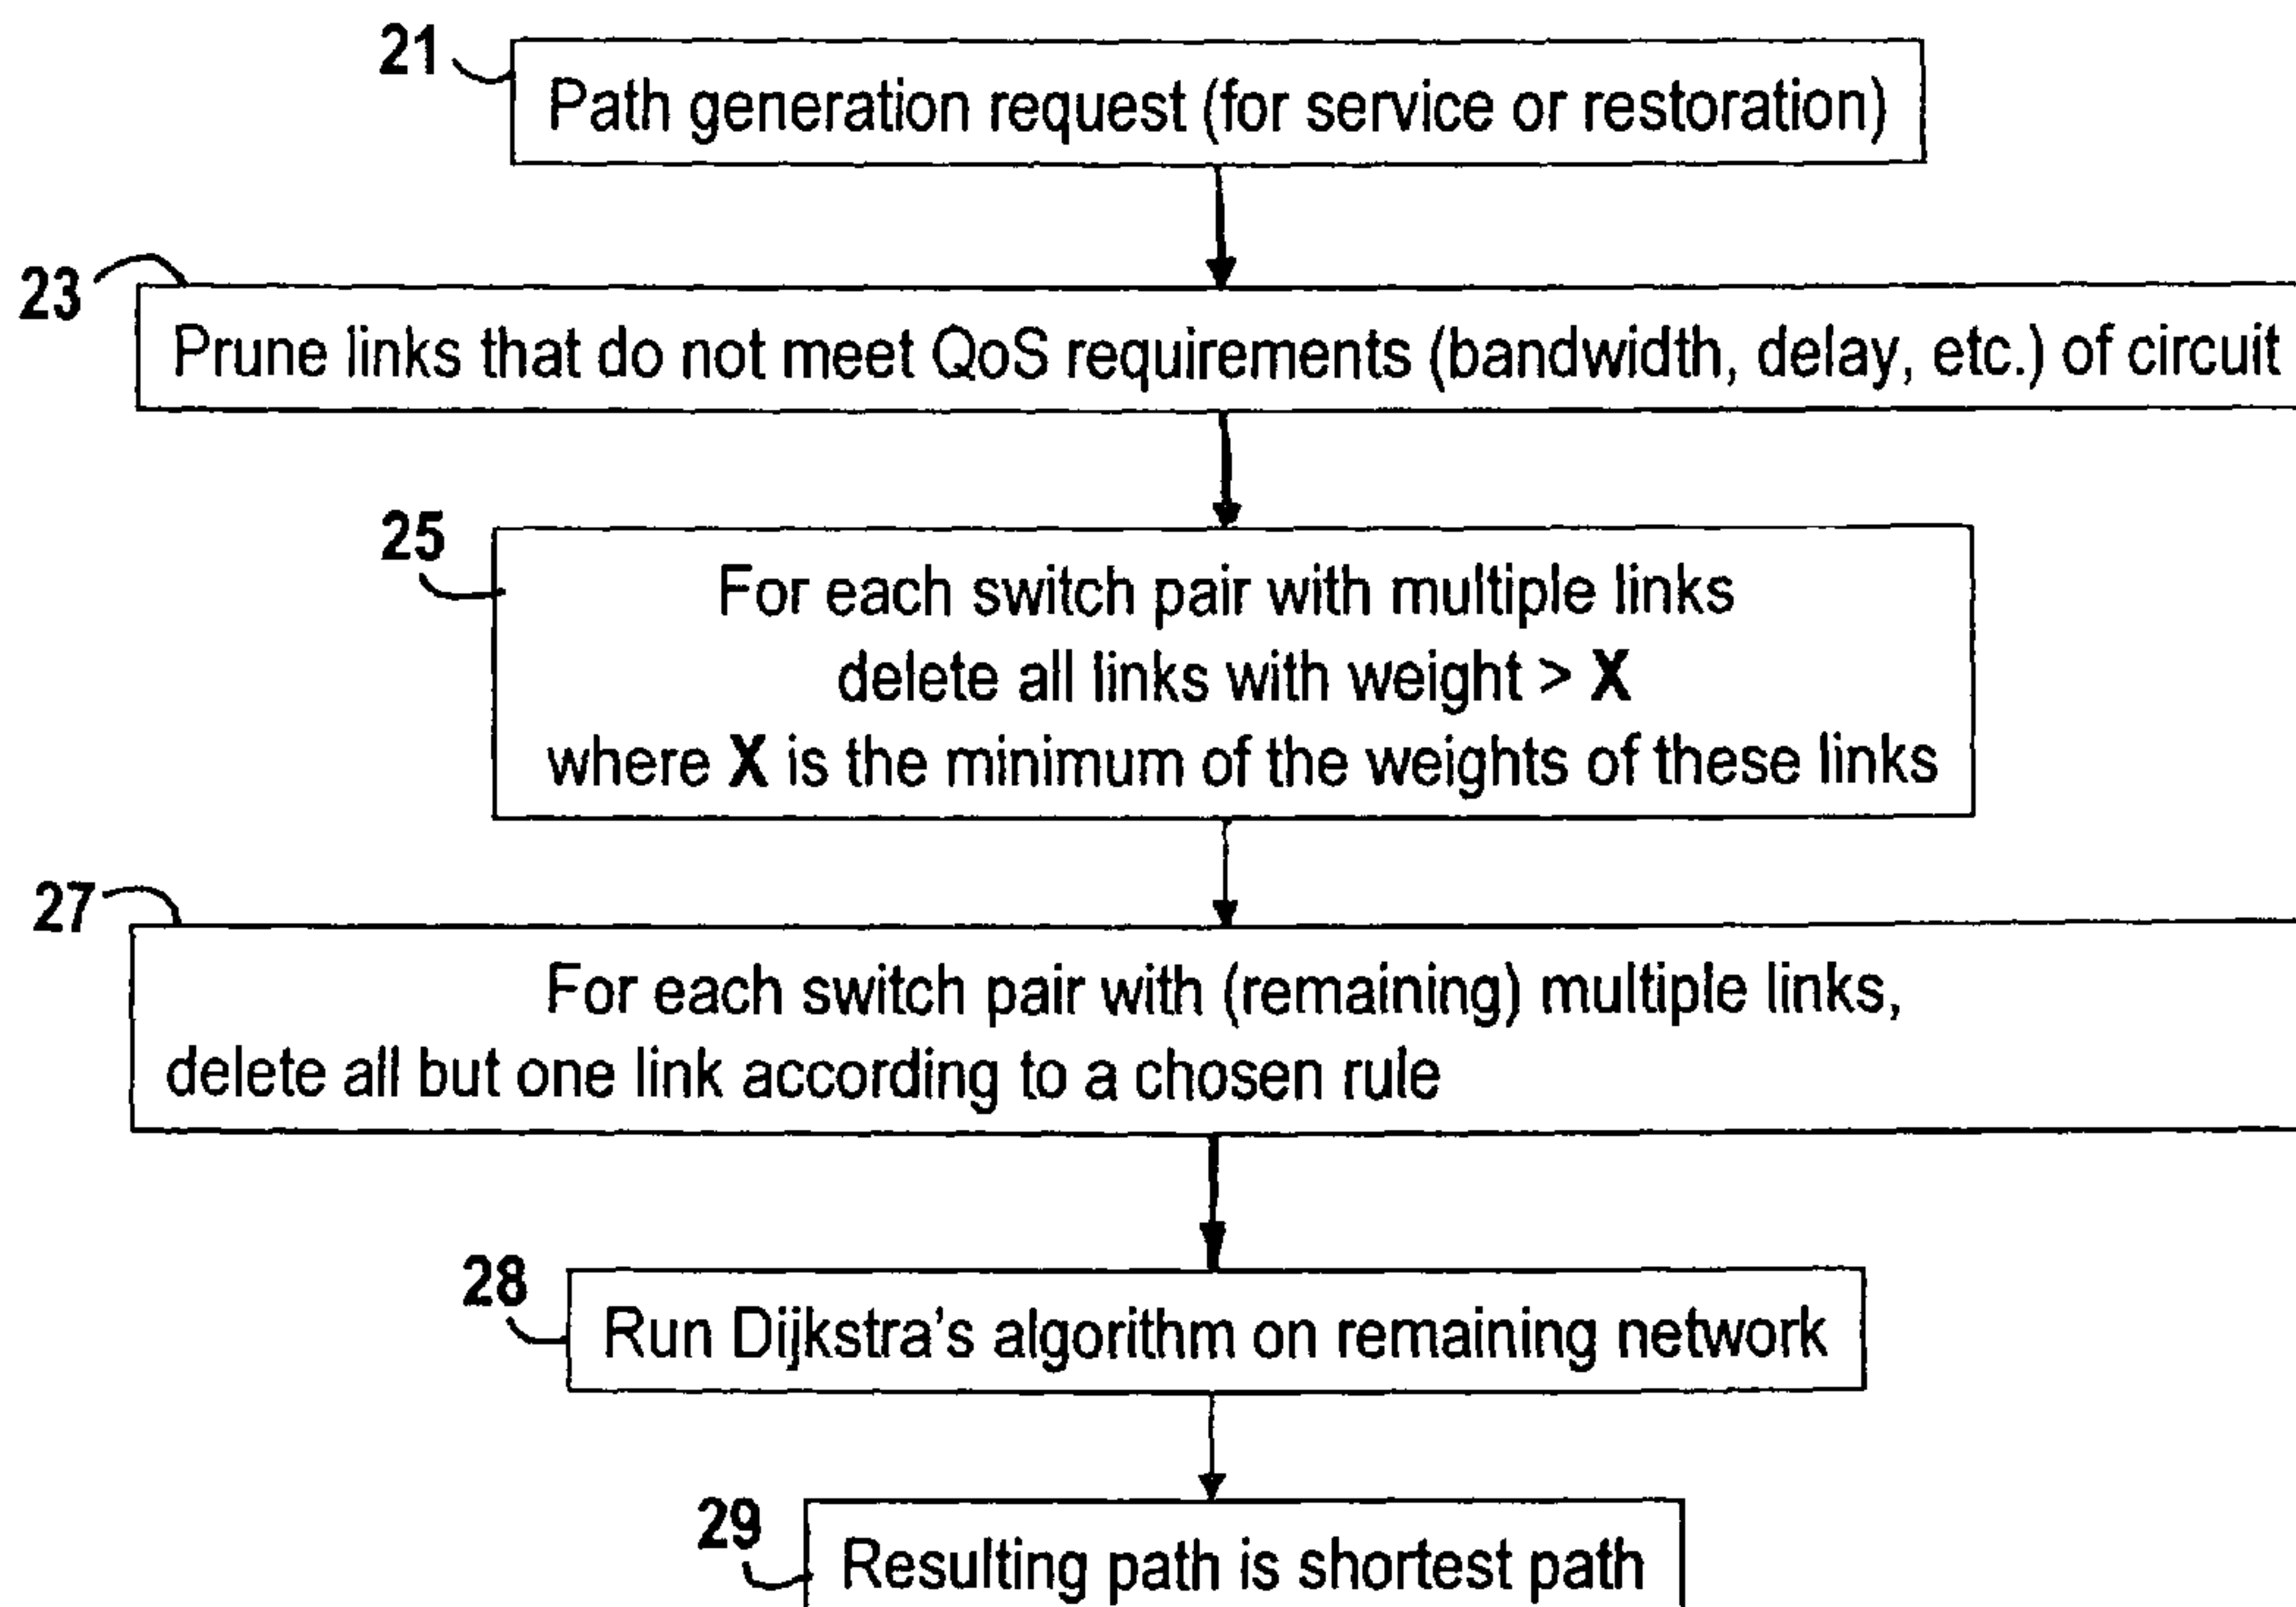 21
Path generation request (for service or restoration)
23
Prune links that do not meet QoS requirements (bandwidth, delay, etc.) of circuit
25
For each switch pair with multiple links
delete all links with weight > X
where X is the minimum of the weights of these links
27
For each switch pair with (remaining) multiple links,
delete all but one link according to a chosen rule
28
Run Dijkstra's algorithm on remaining network
29
Resulting path is shortest path